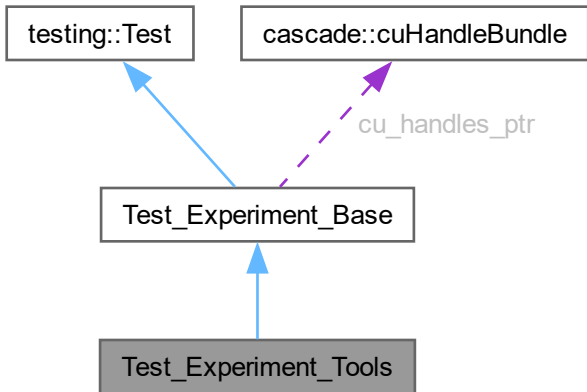 testing::Test
cascade::cuHandleBundle
cu_handles_ptr
Test_Experiment_Base
Test_Experiment_Tools